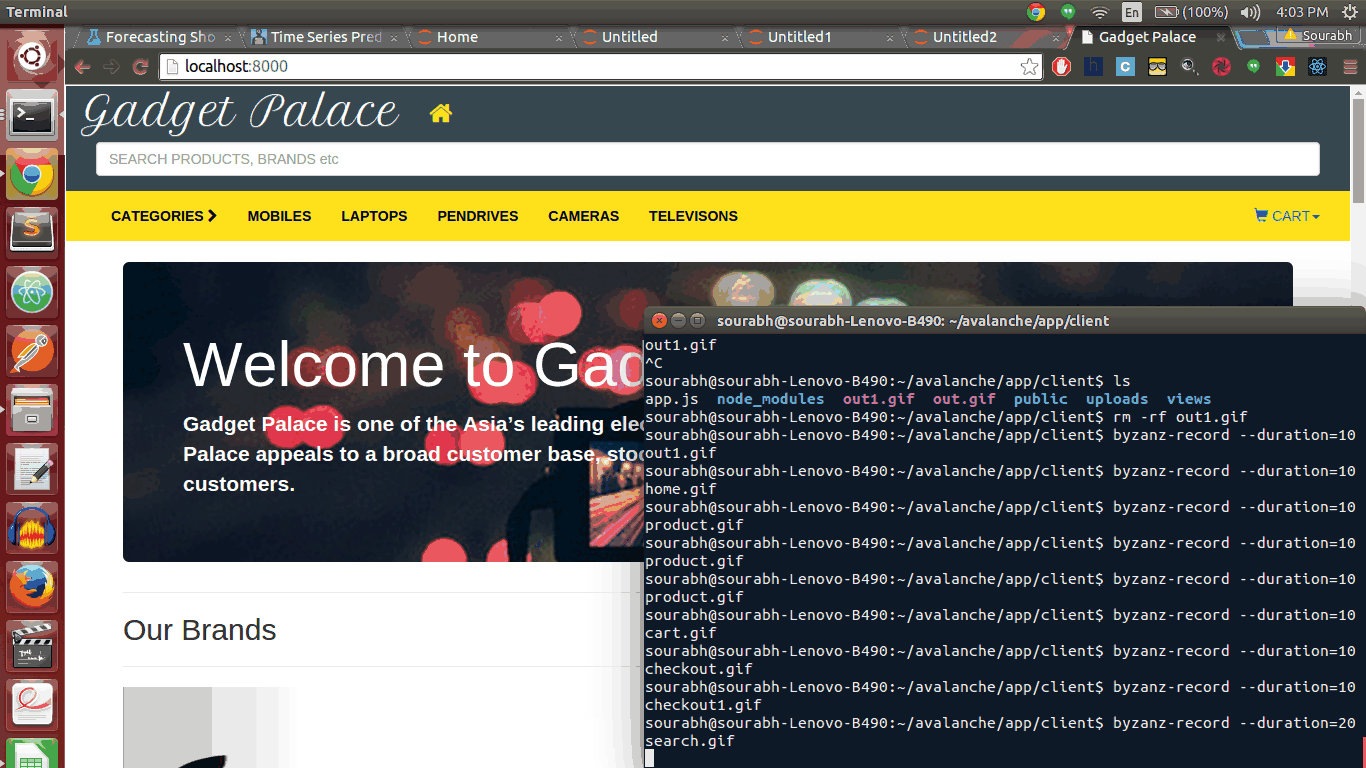 Terminal
En
(100%)
4:03 PM
Forecasting Sho
Time Series Pred
Home
Untitled
Untitled1
Untitled2
Gadget Palace
Sourabh
localhost:8000
Gadget Palace
SEARCH PRODUCTS, BRANDS etc
CATEGORIES MOBILES LAPTOPS PENDRIVES CAMERAS TELEVISONS CART
Welcome to Gad
Gadget Palace is one of the Asia’s leading elec
Palace appeals to a broad customer base, stoc
customers.
Our Brands
sourabh@sourabh-Lenovo-B490: ~/avalanche/app/client
out1.gif
^C
sourabh@sourabh-Lenovo-B490:~/avalanche/app/client$ ls
app.js node_modules out1.gif out.gif public uploads views
sourabh@sourabh-Lenovo-B490:~/avalanche/app/client$ rm -rf out1.gif
sourabh@sourabh-Lenovo-B490:~/avalanche/app/client$ byzanz-record --duration=10
out1.gif
sourabh@sourabh-Lenovo-B490:~/avalanche/app/client$ byzanz-record --duration=10
home.gif
sourabh@sourabh-Lenovo-B490:~/avalanche/app/client$ byzanz-record --duration=10
product.gif
sourabh@sourabh-Lenovo-B490:~/avalanche/app/client$ byzanz-record --duration=10
product.gif
sourabh@sourabh-Lenovo-B490:~/avalanche/app/client$ byzanz-record --duration=10
product.gif
sourabh@sourabh-Lenovo-B490:~/avalanche/app/client$ byzanz-record --duration=10
cart.gif
sourabh@sourabh-Lenovo-B490:~/avalanche/app/client$ byzanz-record --duration=10
checkout.gif
sourabh@sourabh-Lenovo-B490:~/avalanche/app/client$ byzanz-record --duration=10
checkout1.gif
sourabh@sourabh-Lenovo-B490:~/avalanche/app/client$ byzanz-record --duration=20
search.gif